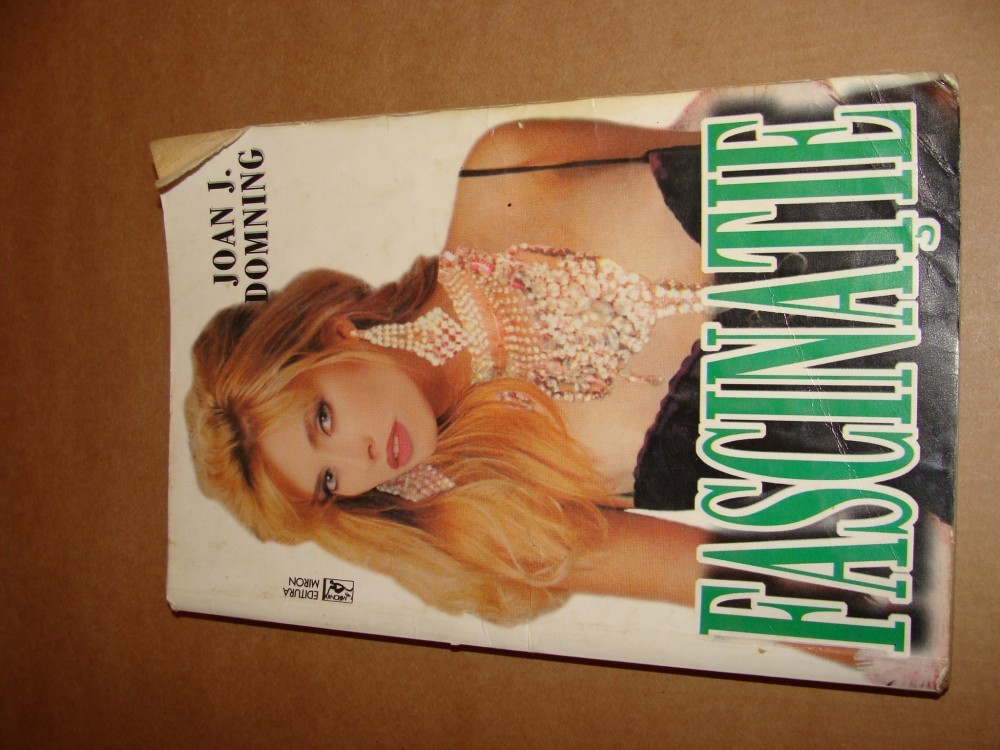 JOAN J.
DOMNING
EDITURA
MIRON
FASCINAȚIE